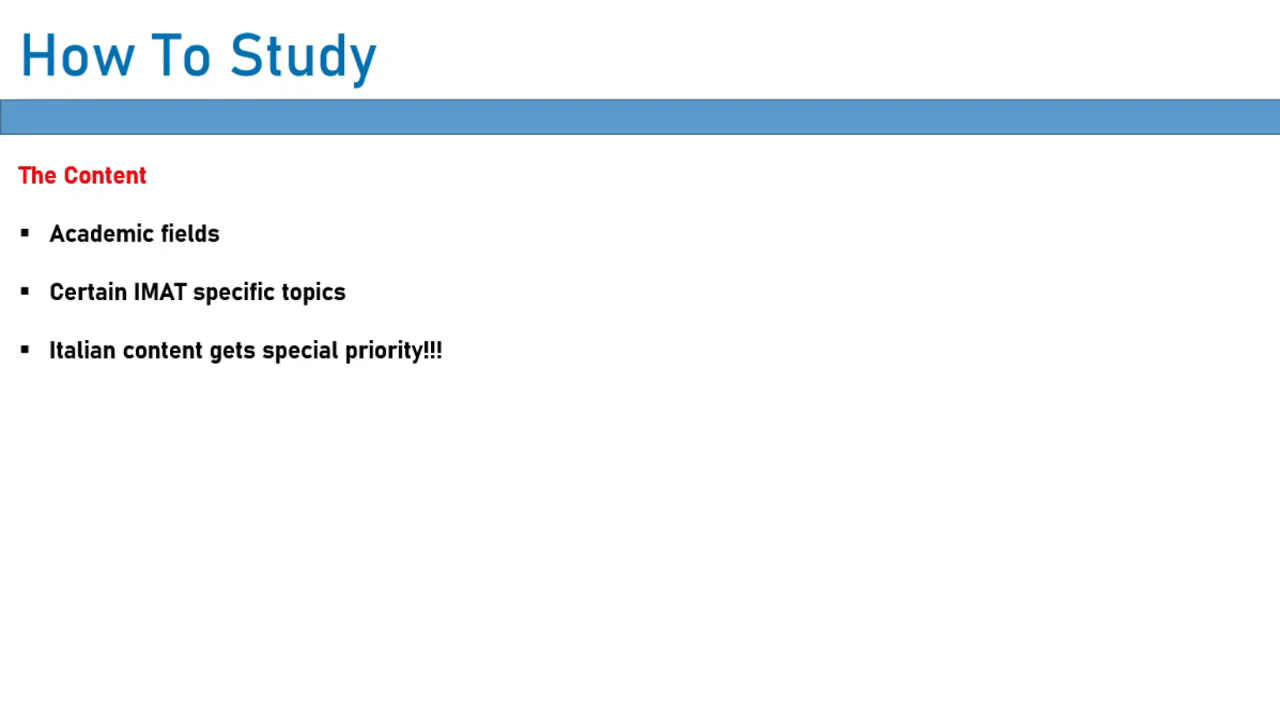 How To Study
The Content
▪ Academic fields
▪ Certain IMAT specific topics
▪ Italian content gets special priority!!!